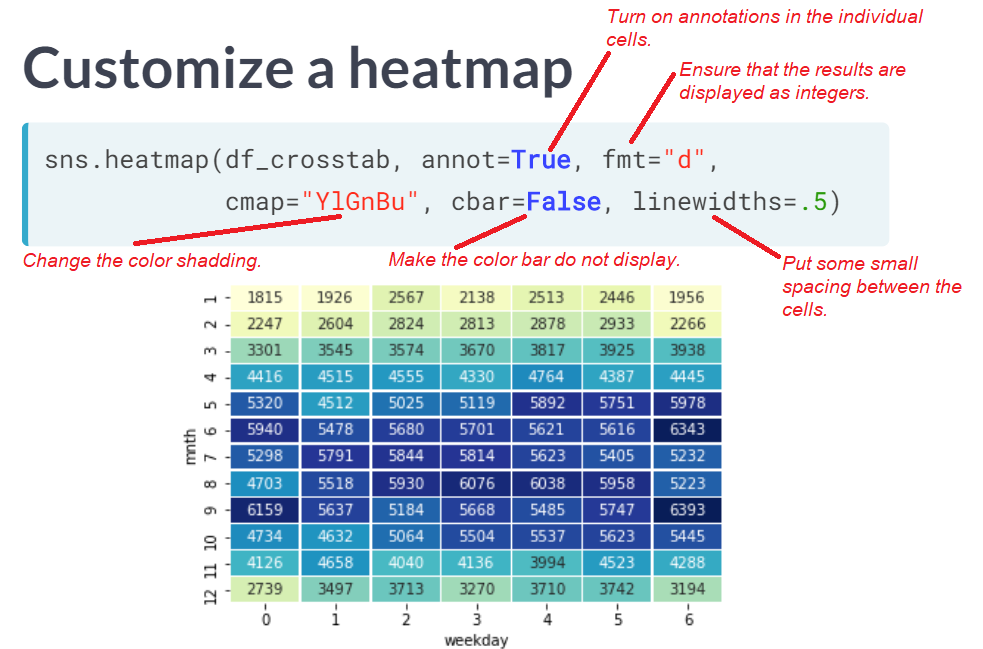 Turn on annotations in the individual
cells.
Customize a heatmap
Ensure that the results are
displayed as integers.
sns.heatmap(df_crosstab, annot=True, fmt="d",
cmap="YlGnBu", cbar=False, linewidths=.5)
Change the color shadding.
Make the color bar do not display.
Put some small
spacing between the
cells.
1 1815 1926 2567 2138 2513 2446 1956
2 2247 2604 2824 2813 2878 2933 2266
3 3301 3545 3574 3670 3817 3925 3938
4 4416 4515 4555 4330 4764 4387 4445
5 5320 4512 5025 5119 5892 5751 5978
6 5940 5478 5680 5701 5621 5616 6343
mnth
7 5298 5791 5844 5814 5623 5405 5232
8 4703 5518 5930 6076 6038 5958 5223
9 6159 5637 5184 5668 5485 5747 6393
10 4734 4632 5064 5504 5537 5623 5445
11 4126 4658 4040 4136 3994 4523 4288
12 2739 3497 3713 3270 3710 3742 3194
0 1 2 3 4 5 6
weekday